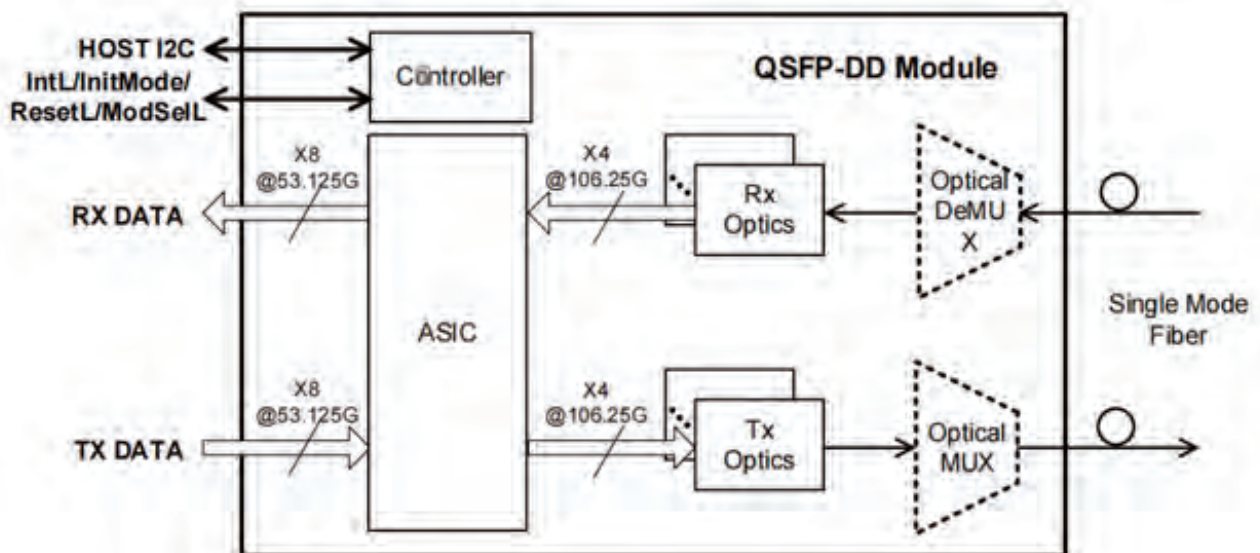 HOST I2C
IntL/InitMode/
ResetL/ModSelL
Controller
QSFP-DD Module
X8
@53.125G
X4
@106.25G
RX DATA
Rx
Optics
Optical
DeMU
X
ASIC
Single Mode
Fiber
X8
@53.125G
X4
@106.25G
TX DATA
Tx
Optics
Optical
MUX